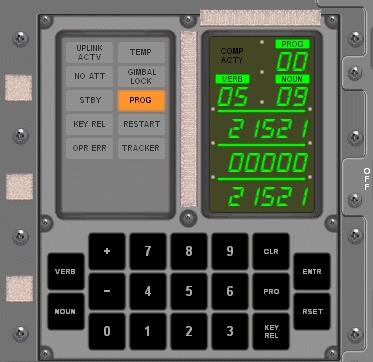 UPLINK ACTY
TEMP
NO ATT
GIMBAL LOCK
STBY
PROG
KEY REL
RESTART
OPR ERR
TRACKER
COMP ACTY
PROG
00
VERB
NOUN
05
09
21521
00000
21521
OFF
VERB
NOUN
+
7
8
9
CLR
-
4
5
6
PRO
0
1
2
3
KEY REL
ENTR
RSET